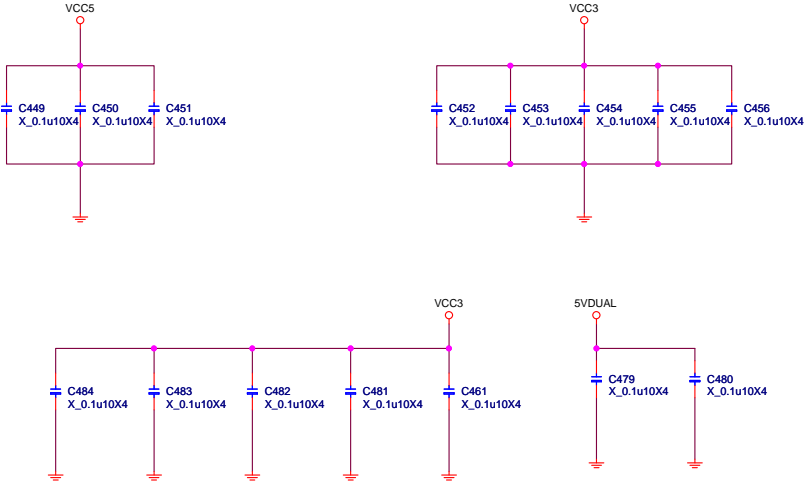 VCC5
VCC3
C449
X_0.1u10X4
C450
X_0.1u10X4
C451
X_0.1u10X4
C452
X_0.1u10X4
C453
X_0.1u10X4
C454
X_0.1u10X4
C455
X_0.1u10X4
C456
X_0.1u10X4
VCC3
5VDUAL
C484
X_0.1u10X4
C483
X_0.1u10X4
C482
X_0.1u10X4
C481
X_0.1u10X4
C461
X_0.1u10X4
C479
X_0.1u10X4
C480
X_0.1u10X4